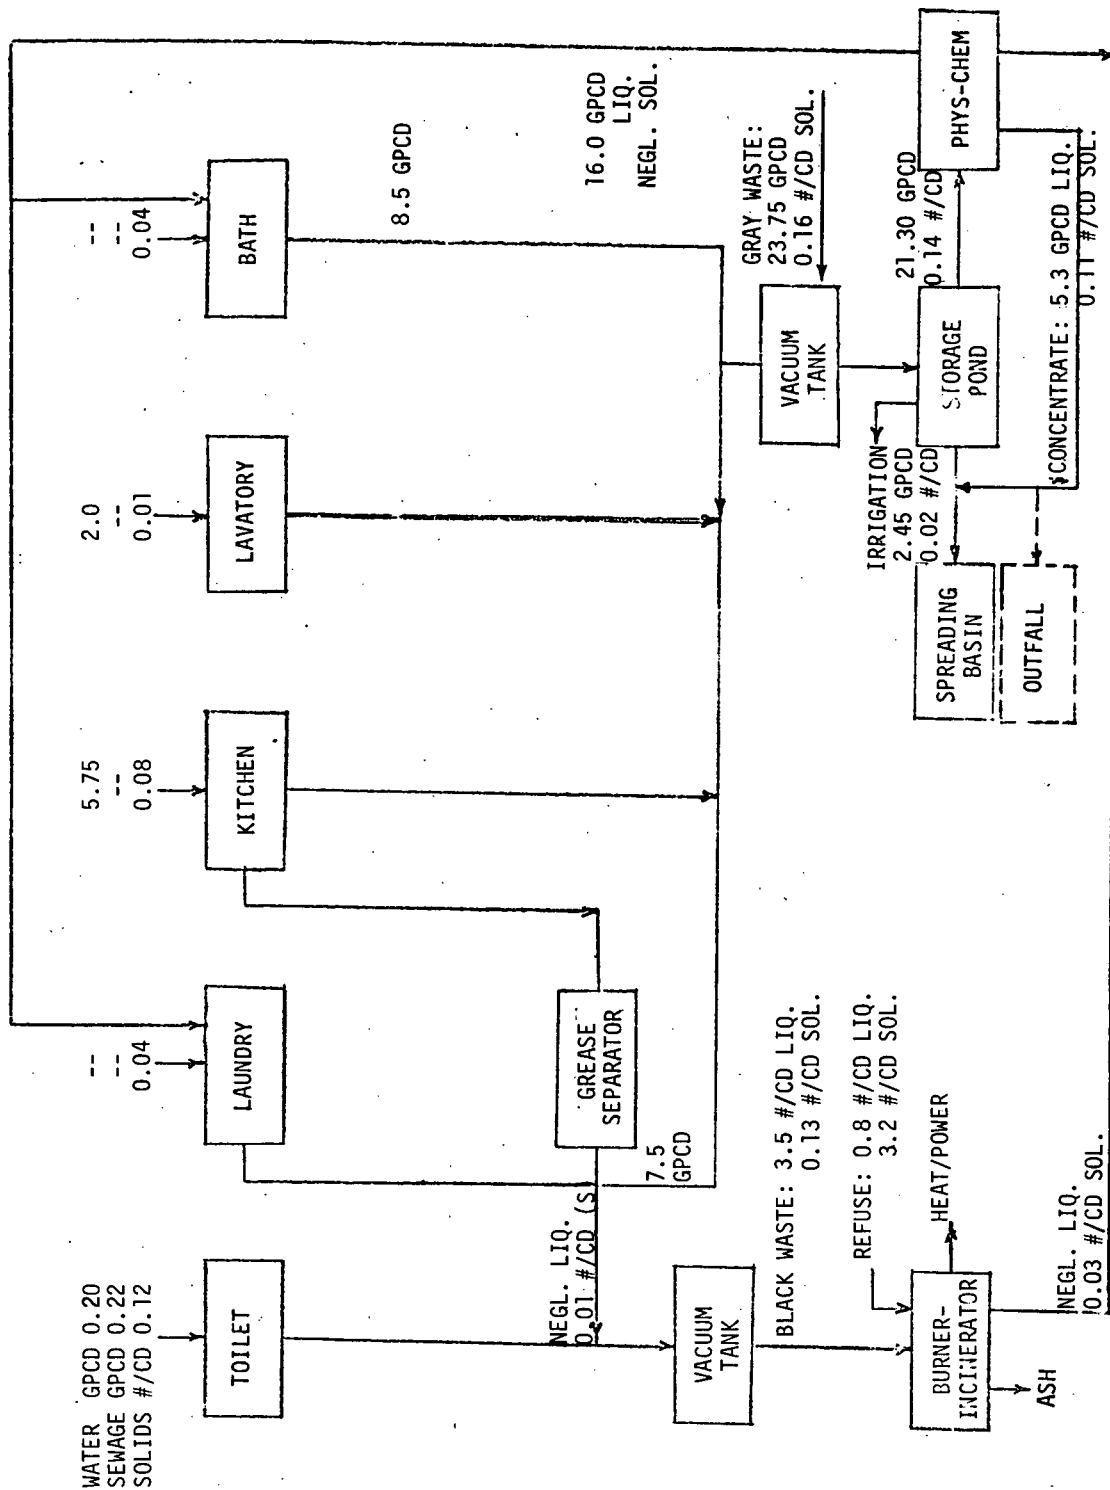 WATER GPCD 0.20
SEWAGE GPCD 0.22
SOLIDS #/CD 0.12
--
--
0.04
5.75
--
0.08
2.0
--
0.01
--
--
0.04
TOILET
LAUNDRY
KITCHEN
LAVATORY
BATH
8.5 GPCD
GREASE
SEPARATOR
NEGL. LIQ.
0.01 #/CD (S
7.5
GPCD
16.0 GPCD
LIQ.
NEGL. SOL.
VACUUM
TANK
VACUUM
TANK
GRAY WASTE:
23.75 GPCD
0.16 #/CD SOL.
BLACK WASTE: 3.5 #/CD LIQ.
0.13 #/CD SOL.
REFUSE: 0.8 #/CD LIQ.
3.2 #/CD SOL.
IRRIGATION
2.45 GPCD
0.02 #/CD
STORAGE
POND
21.30 GPCD
0.14 #/CD
PHYS-CHEM
BURNER-
INCINERATOR
HEAT/POWER
ASH
SPREADING
BASIN
OUTFALL
CONCENTRATE: 5.3 GPCD LIQ.
0.11 #/CD SOL.
NEGL. LIQ.
0.03 #/CD SOL.